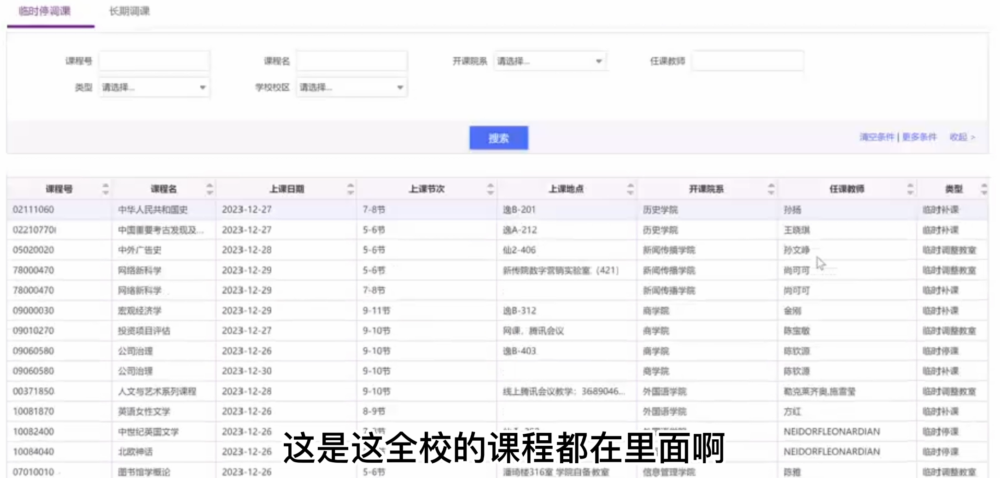 临时停调课 长期调课
课程号 课程名 开课院系 请选择... 任课教师
类型 请选择... 学校校区 请选择...
搜索 清空条件 | 更多条件 收起 >
课程号 课程名 上课日期 上课节次 上课地点 开课院系 任课教师 类型
02111060 中华人民共和国史 2023-12-27 7-8节 逸B-201 历史学院 孙扬 临时补课
02210770I 中国重要考古发现及... 2023-12-27 5-6节 逸A-212 历史学院 王晓琪 临时补课
05020020 中外广告史 2023-12-28 5-6节 仙2-406 新闻传播学院 孙文峥 临时调整教室
78000470 网络新科学 2023-12-29 5-6节 新传院数字营销实验室（421） 新闻传播学院 尚可可 临时调整教室
78000470 网络新科学 2023-12-29 7-8节 新闻传播学院 尚可可 临时补课
09000030 宏观经济学 2023-12-29 9-11节 逸B-312 商学院 金刚 临时补课
09010270 投资项目评估 2023-12-27 9-10节 网课，腾讯会议 商学院 陈宝敏 临时调整教室
09060580 公司治理 2023-12-26 9-10节 逸B-403 商学院 陈钦源 临时停课
09060580 公司治理 2023-12-30 9-10节 商学院 陈钦源 临时补课
00371850 人文与艺术系列课程 2023-12-28 9-10节 线上腾讯会议教学：3689046... 外国语学院 勒克莱齐奥,施雪莹 临时调整教室
10081870 英语女性文学 2023-12-26 8-9节 外国语学院 方红 临时补课
10082400 中世纪英国文学 2023-12-26 NEIDORFLEONARDIAN 临时停课
10084040 北欧神话 2023-12-26 NEIDORFLEONARDIAN 临时停课
这是这全校的课程都在里面啊
07010010 图书馆学概论 2023-12-26 5-6节 潘琦楼316室 学院自备教室 信息管理学院 陈雅 临时调整教室